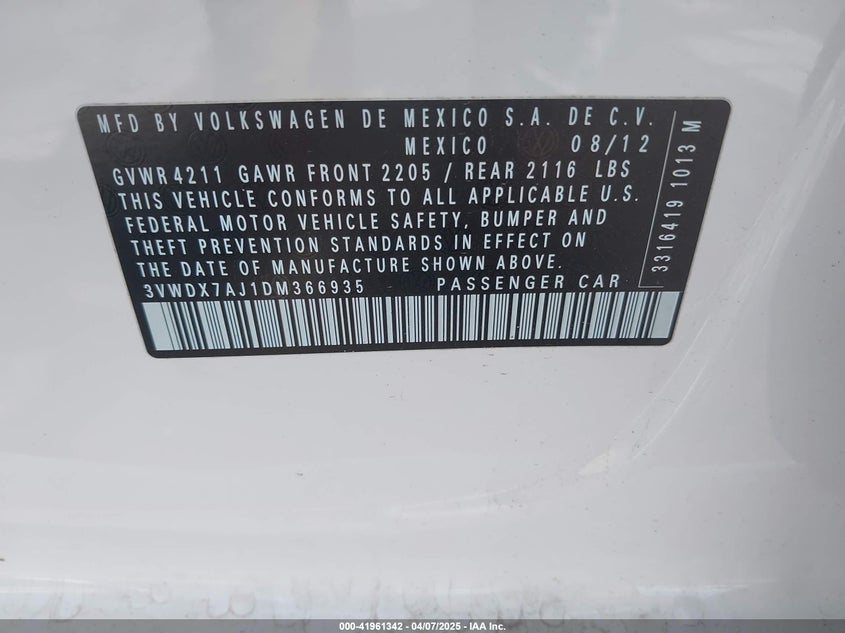 MFD BY VOLKSWAGEN DE MEXICO S.A. DE C.V.
MEXICO 08/12
GVWR 4211 GAWR FRONT 2205 / REAR 2116 LBS
THIS VEHICLE CONFORMS TO ALL APPLICABLE U.S.
FEDERAL MOTOR VEHICLE SAFETY, BUMPER AND
THEFT PREVENTION STANDARDS IN EFFECT ON
THE DATE OF MANUFACTURE SHOWN ABOVE.
3VWDX7AJ1DM366935 PASSENGER CAR
3316419 1013 M
000-41961342 / 04/07/2025 - IAA Inc.